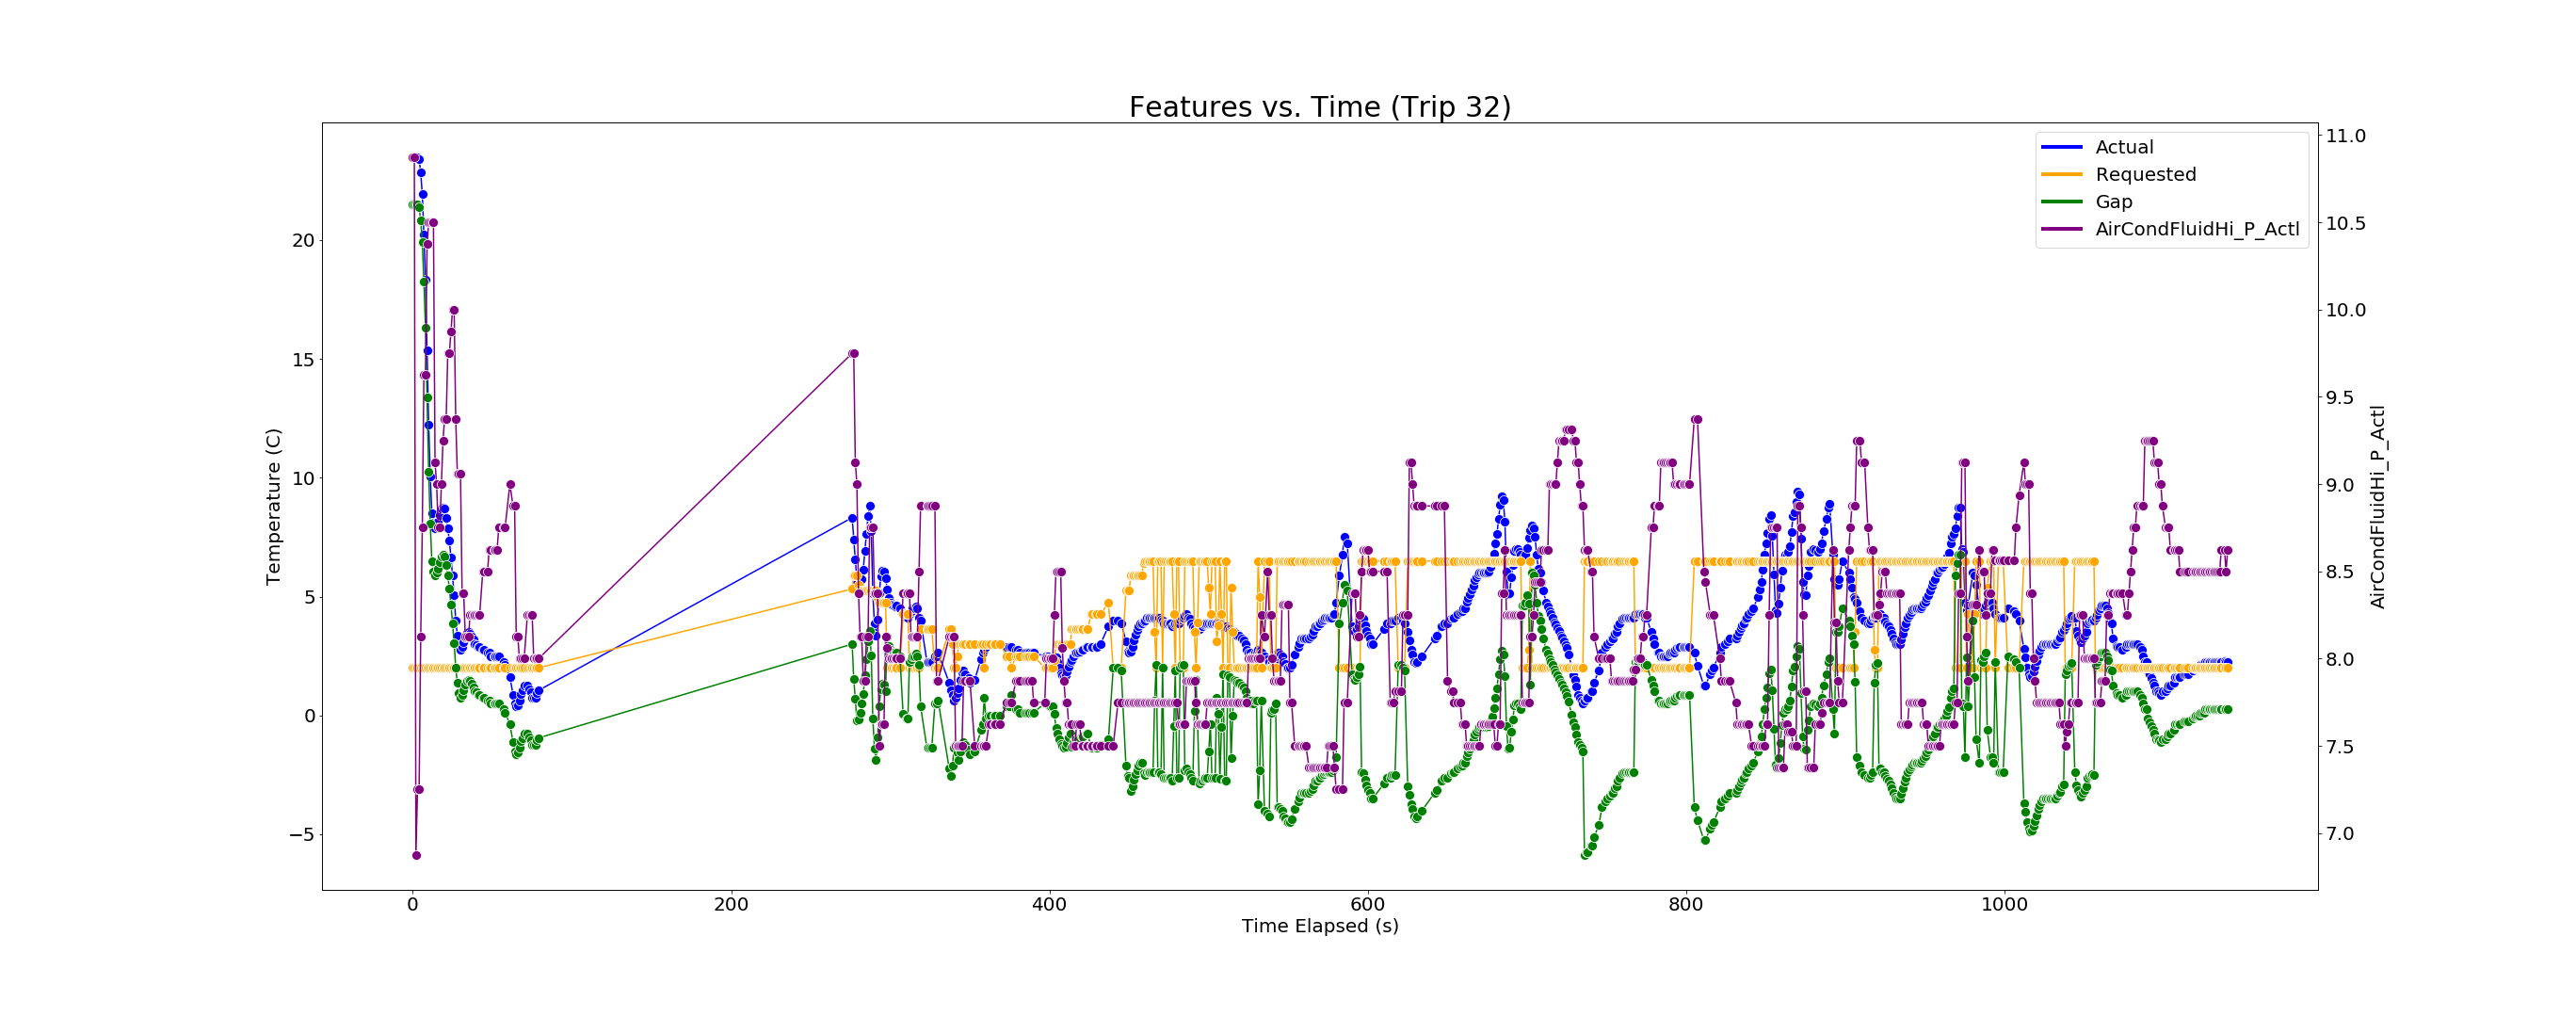 Features vs. Time (Trip 32)
Actual
Requested
Gap
AirCondFluidHi_P_Actl
Temperature (C)
20
15
10
5
0
−5
11.0
10.5
10.0
9.5
9.0
8.5
8.0
7.5
7.0
AirCondFluidHi_P_Actl
0 200 400 600 800 1000
Time Elapsed (s)